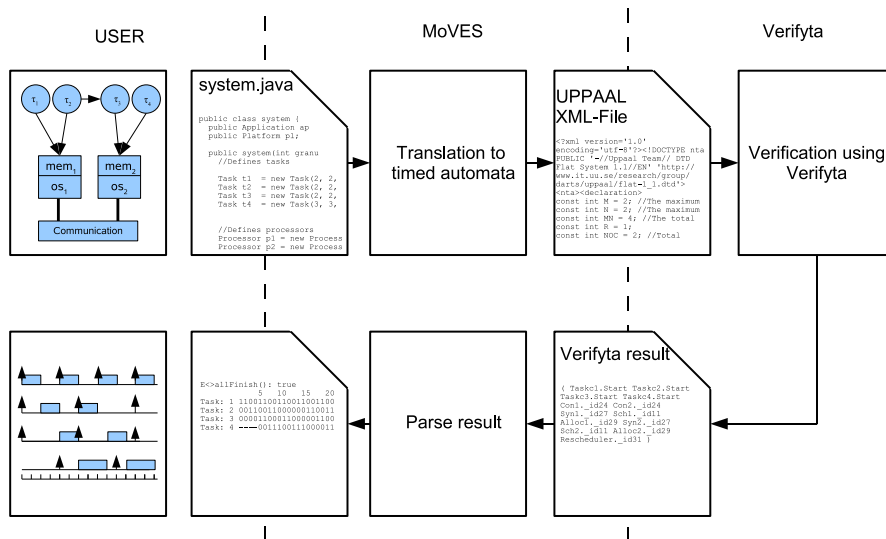 USER
MoVES
Verifyta
τ1
τ2
τ3
τ4
mem1
os1
mem2
os2
Communication
system.java
public class system {
public Application ap
public Platform pl;
public system(int granu
//Defines tasks
Task t1 = new Task(2, 2,
Task t2 = new Task(2, 2,
Task t3 = new Task(2, 2,
Task t4 = new Task(3, 3,
//Defines processors
Processor p1 = new Process
Processor p2 = new Process
Translation to
timed automata
UPPAAL
XML-File
<?xml version='1.0'
encoding='utf-8'?><!DOCTYPE nta
PUBLIC '-//Uppaal Team// DTD
Flat System 1.1//EN' 'http://
www.it.uu.se/research/group/
darts/uppaal/flat-1_1.dtd'>
<nta><declaration>
const int M = 2; //The maximum
const int N = 2; //The maximum
const int MN = 4; //The total
const int R = 1;
const int NOC = 2; //Total
Verification using
Verifyta
E<>allFinish(): true
5 10 15 20
Task: 1 11001100110011001100
Task: 2 00110011000000110011
Task: 3 00001100011000001100
Task: 4 ----0011100111000011
Parse result
Verifyta result
( Taskc1.Start Taskc2.Start
Taskc3.Start Taskc4.Start
Con1._id24 Con2._id24
Syn1._id27 Sch1._id11
Alloc1._id29 Syn2._id27
Sch2._id11 Alloc2._id29
Rescheduler._id31 )